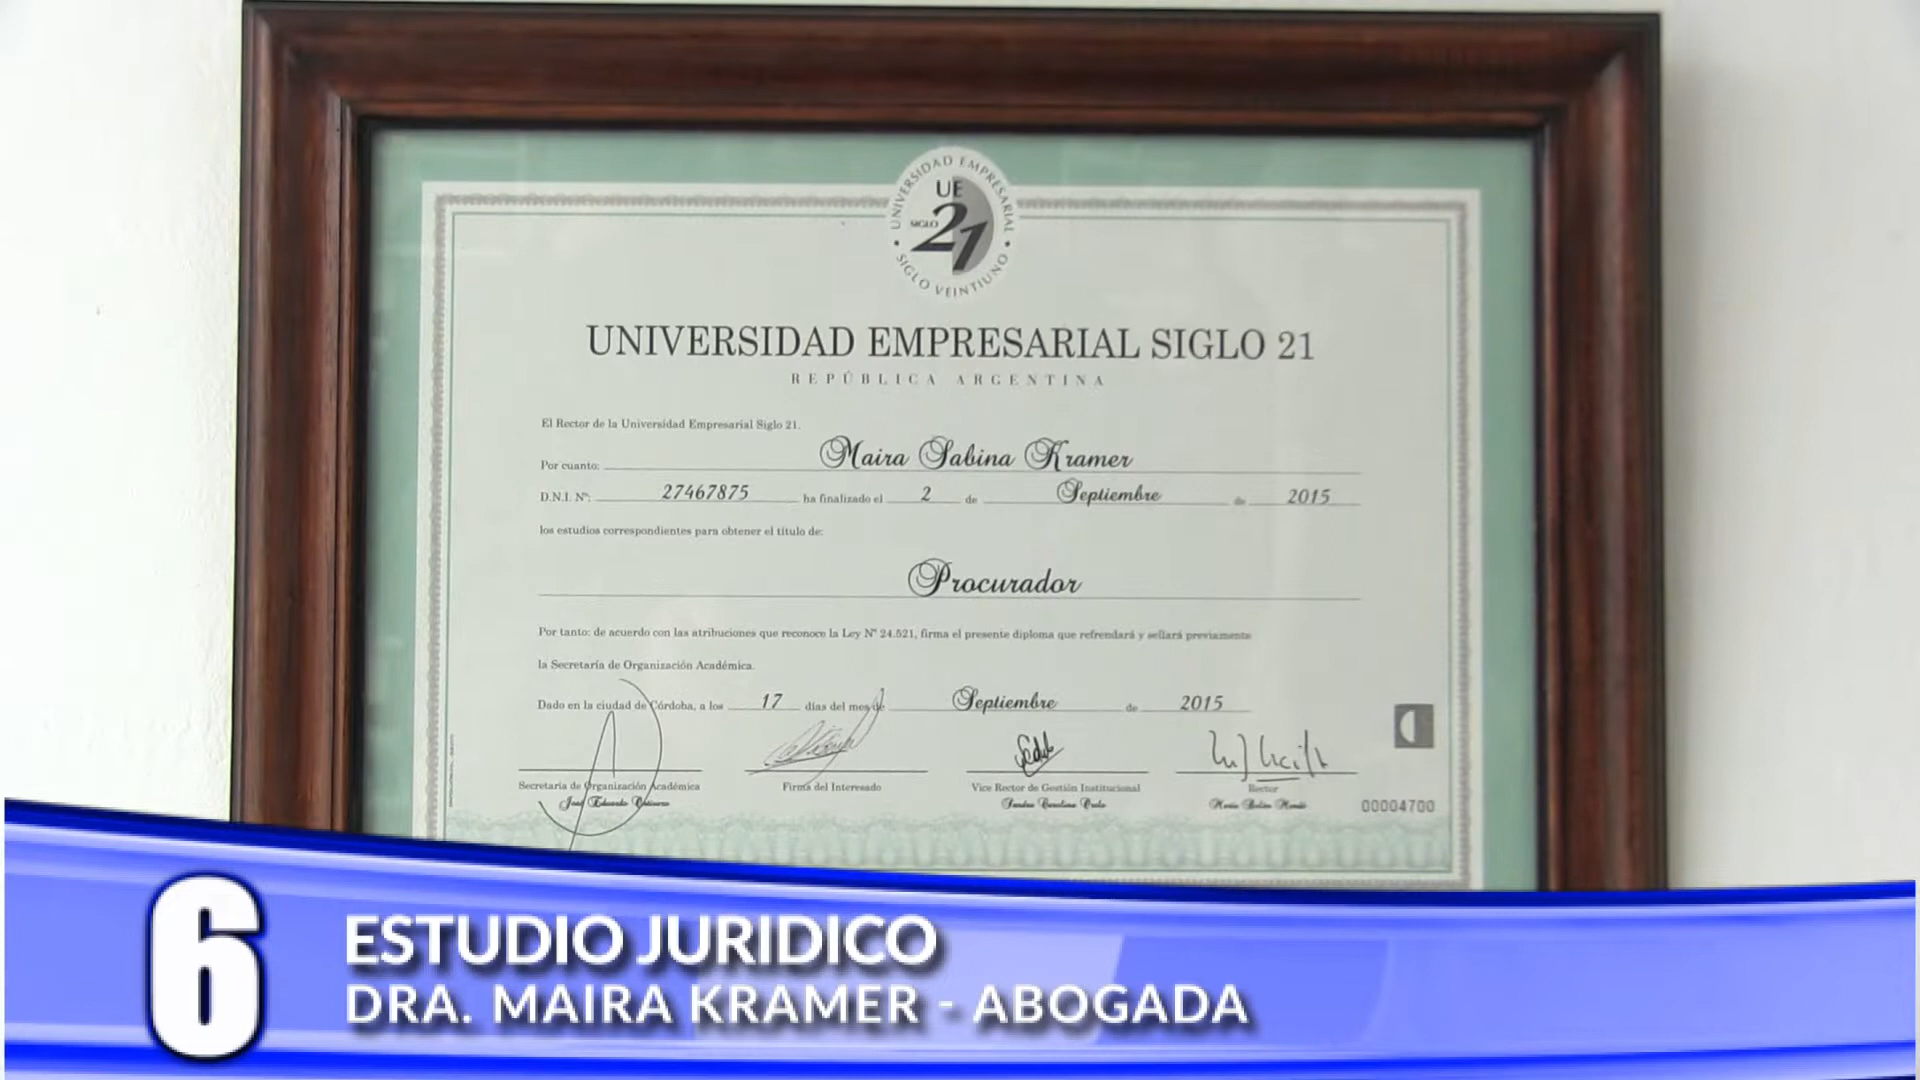 UNIVERSIDAD EMPRESARIAL
UE
SIGLO
21
SIGLO VEINTIUNO
UNIVERSIDAD EMPRESARIAL SIGLO 21
REPÚBLICA ARGENTINA
El Rector de la Universidad Empresarial Siglo 21.
Por cuanto: Maira Sabina Kramer
D.N.I. Nº: 27467875 ha finalizado el 2 de Septiembre de 2015
los estudios correspondientes para obtener el título de:
Procurador
Por tanto: de acuerdo con las atribuciones que reconoce la Ley Nº 24.521, firma el presente diploma que refrendará y sellará previamente
la Secretaría de Organización Académica.
Dado en la ciudad de Córdoba, a los 17 días del mes de Septiembre de 2015
Secretaria de Organización Académica Firma del Interesado Vice Rector de Gestión Institucional Rector
00004700
6
ESTUDIO JURIDICO
DRA. MAIRA KRAMER - ABOGADA